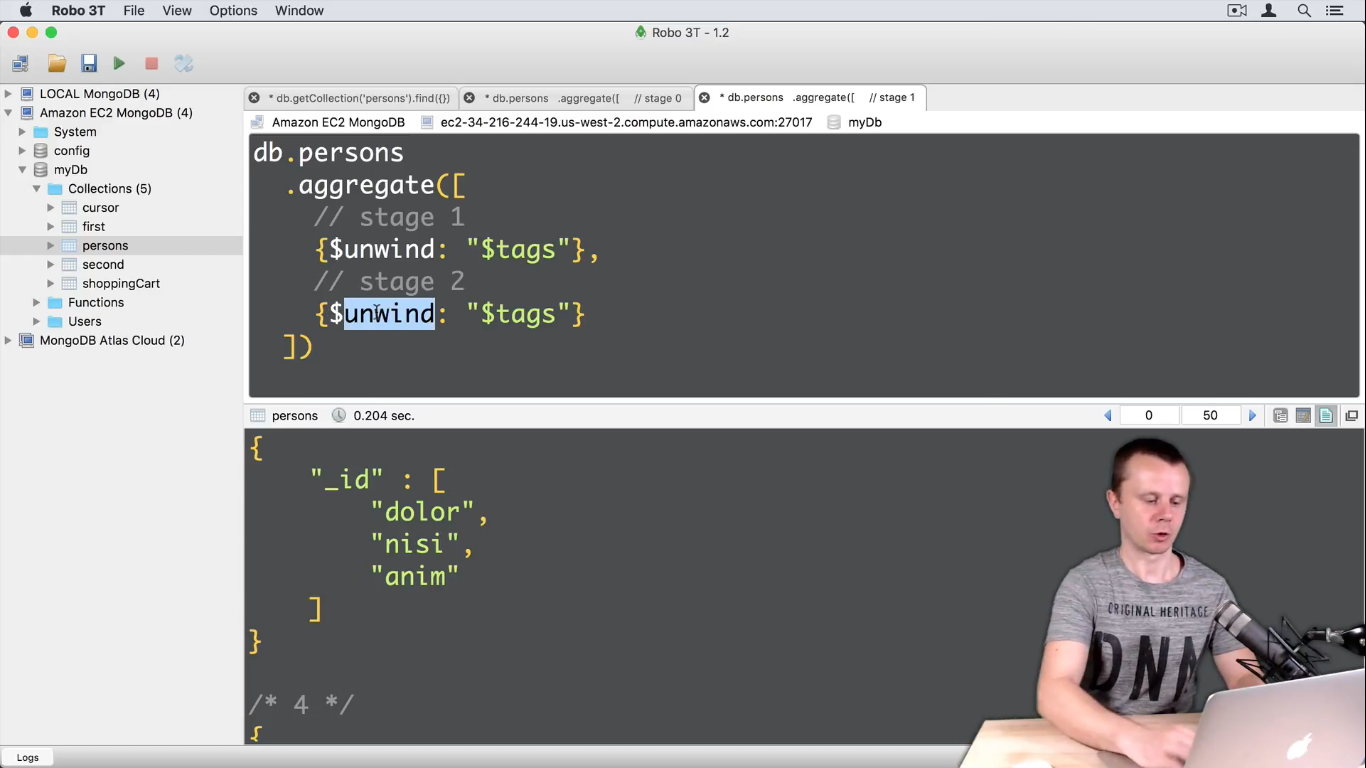 Robo 3T File View Options Window
Robo 3T - 1.2
LOCAL MongoDB (4)
Amazon EC2 MongoDB (4)
System
config
myDb
Collections (5)
cursor
first
persons
second
shoppingCart
Functions
Users
MongoDB Atlas Cloud (2)
* db.getCollection('persons').find({}) * db.persons .aggregate([ // stage 0 * db.persons .aggregate([ // stage 1
Amazon EC2 MongoDB ec2-34-216-244-19.us-west-2.compute.amazonaws.com:27017 myDb
db.persons
.aggregate([
// stage 1
{$unwind: "$tags"},
// stage 2
{$unwind: "$tags"}
])
persons 0.204 sec. 0 50
{
"_id" : [
"dolor",
"nisi",
"anim"
]
}
/* 4 */
{
ORIGINAL HERITAGE
DNM
Logs